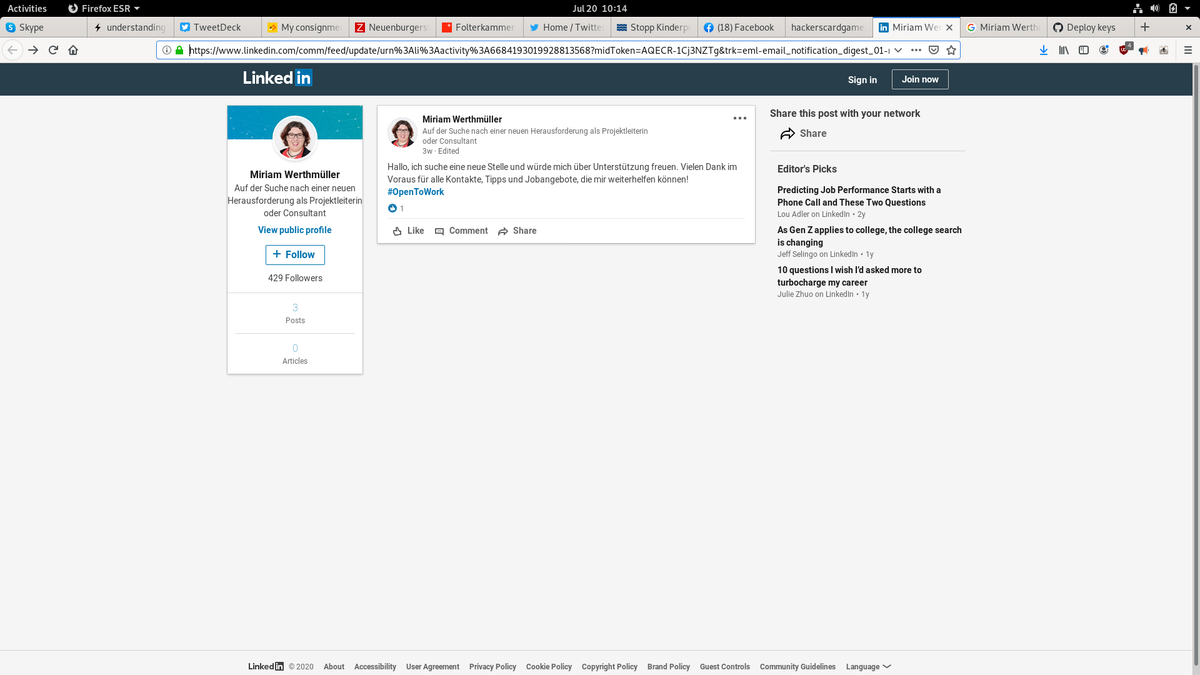 Activities Firefox ESR Jul 20 10:14
Skype understanding TweetDeck My consignme Neuenburgers Folterkammer Home / Twitter Stopp Kinderp (18) Facebook hackerscardgame Miriam Wer Miriam Werth Deploy keys
https://www.linkedin.com/comm/feed/update/urn%3Ali%3Aactivity%3A6684193019928813568?midToken=AQECR-1Cj3NZTg&trk=eml-email_notification_digest_01-
Linked in Sign in Join now
Miriam Werthmüller
Auf der Suche nach einer neuen
Herausforderung als Projektleiterin
oder Consultant
View public profile
+ Follow
429 Followers
3
Posts
0
Articles
Miriam Werthmüller
Auf der Suche nach einer neuen Herausforderung als Projektleiterin
oder Consultant
3w · Edited
Hallo, ich suche eine neue Stelle und würde mich über Unterstützung freuen. Vielen Dank im
Voraus für alle Kontakte, Tipps und Jobangebote, die mir weiterhelfen können!
#OpenToWork
1
Like Comment Share
Share this post with your network
Share
Editor's Picks
Predicting Job Performance Starts with a
Phone Call and These Two Questions
Lou Adler on LinkedIn • 2y
As Gen Z applies to college, the college search
is changing
Jeff Selingo on LinkedIn • 1y
10 questions I wish I'd asked more to
turbocharge my career
Julie Zhuo on LinkedIn • 1y
Linked in © 2020 About Accessibility User Agreement Privacy Policy Cookie Policy Copyright Policy Brand Policy Guest Controls Community Guidelines Language